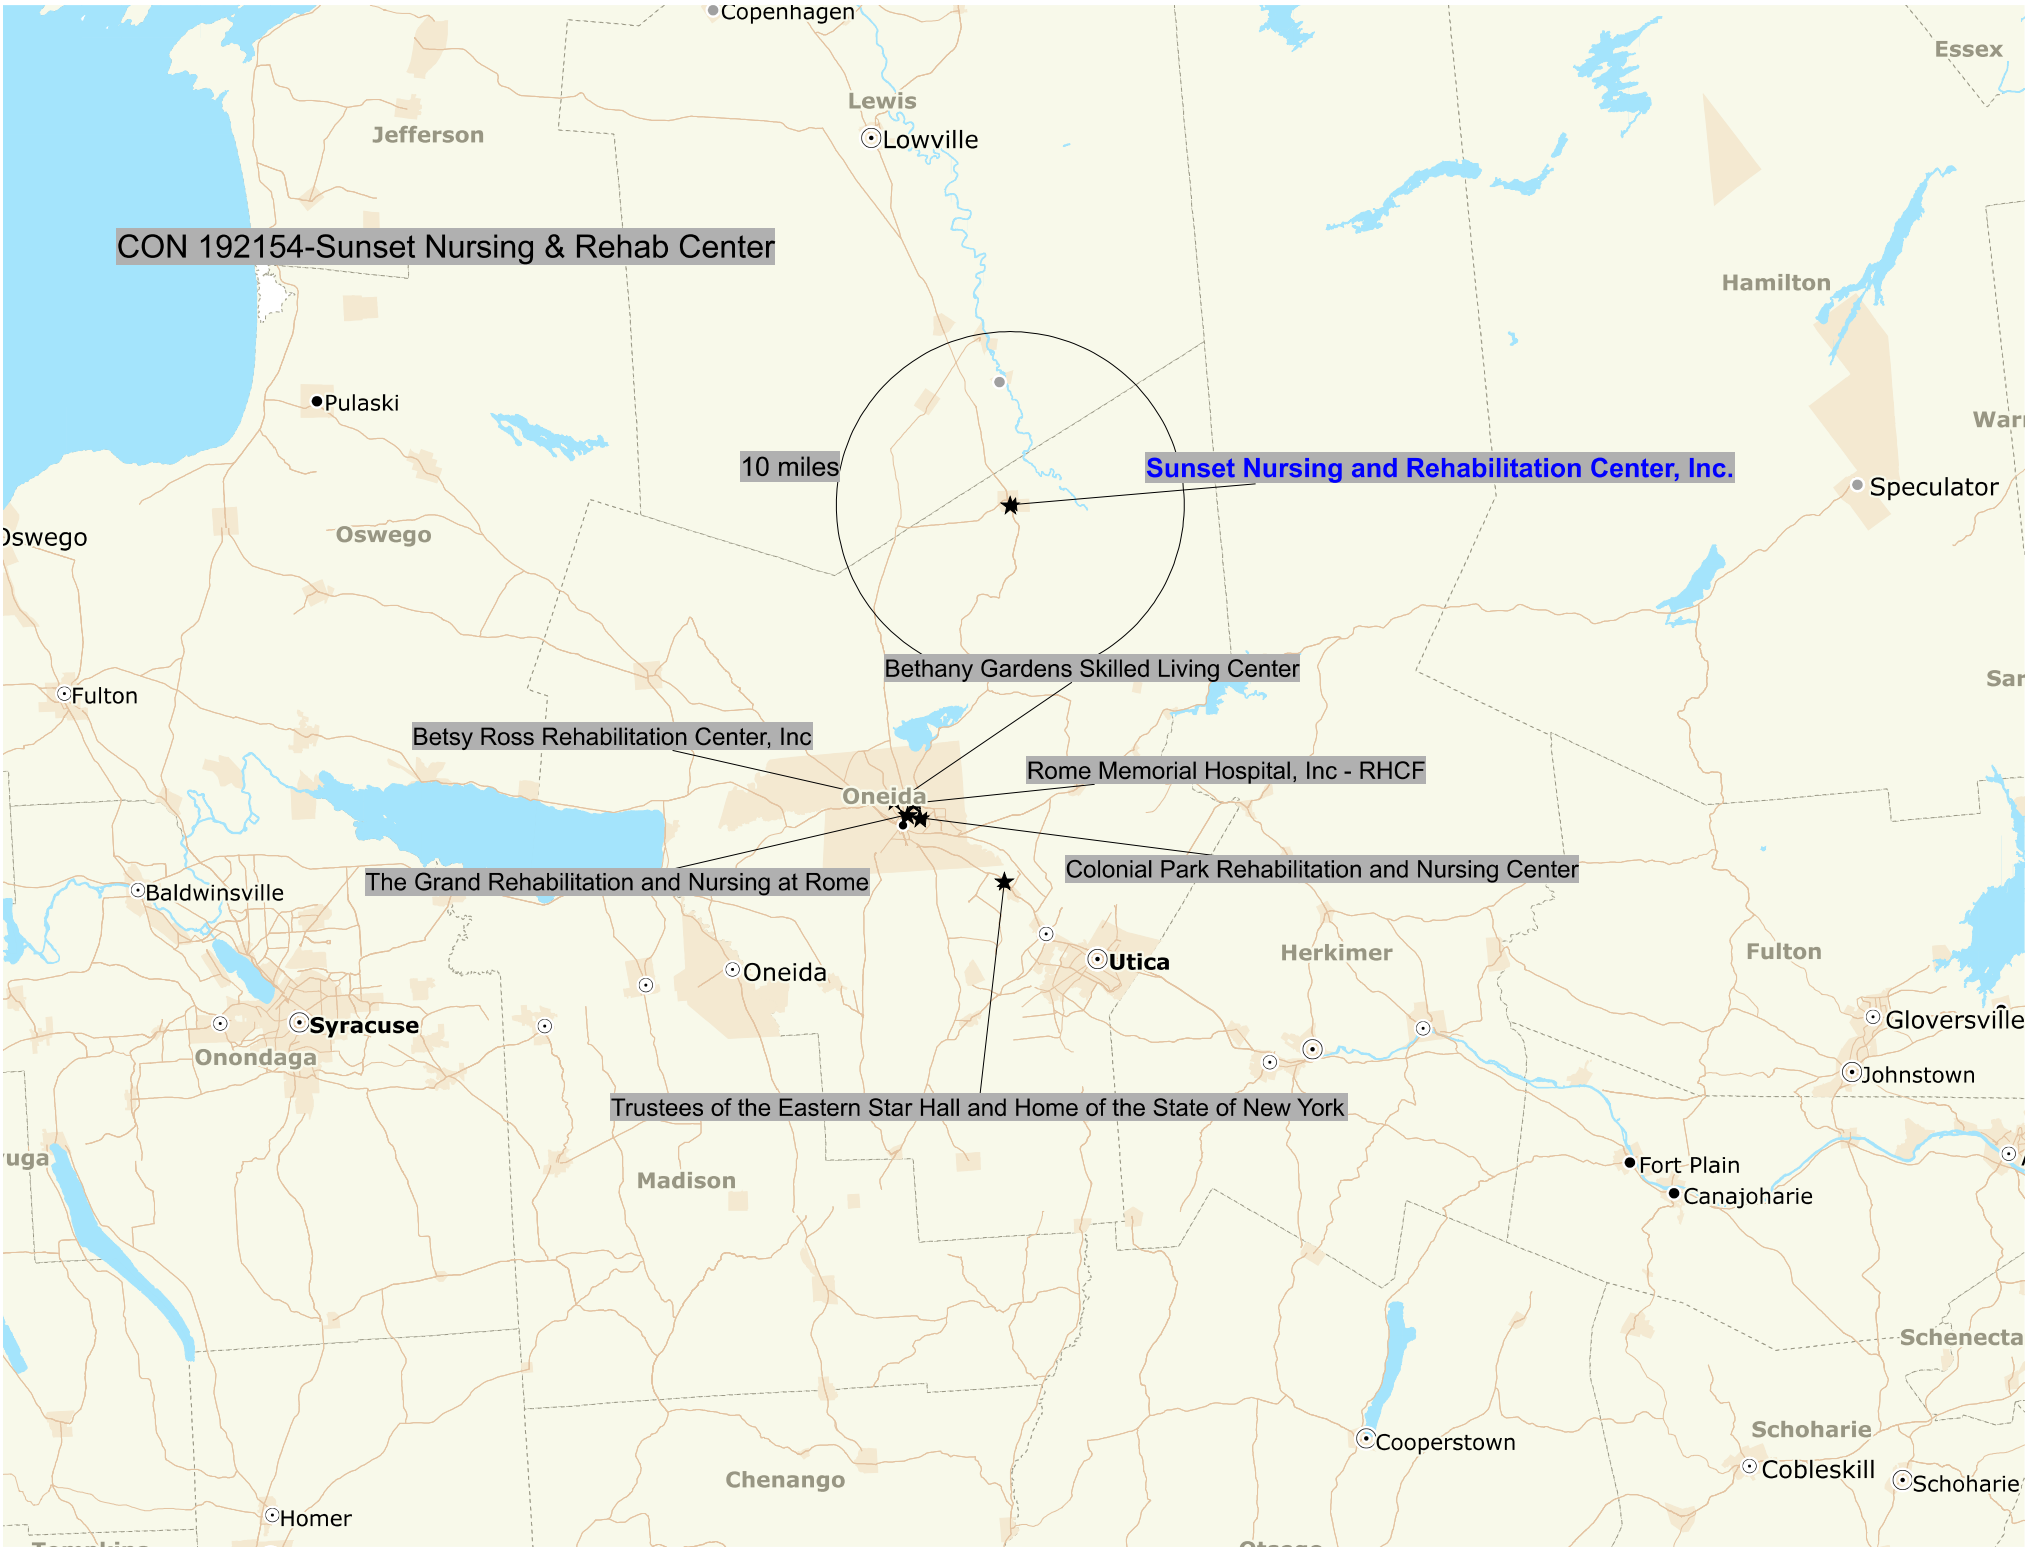 Copenhagen
Essex
Lewis
Jefferson
Lowville
CON 192154-Sunset Nursing & Rehab Center
Hamilton
Pulaski
Warr
10 miles
Sunset Nursing and Rehabilitation Center, Inc.
Speculator
Oswego
Oswego
Bethany Gardens Skilled Living Center
Sar
Fulton
Betsy Ross Rehabilitation Center, Inc
Rome Memorial Hospital, Inc - RHCF
Oneida
Colonial Park Rehabilitation and Nursing Center
The Grand Rehabilitation and Nursing at Rome
Baldwinsville
Utica
Herkimer
Fulton
Oneida
Syracuse
Gloversville
Onondaga
Johnstown
Trustees of the Eastern Star Hall and Home of the State of New York
uga
Fort Plain
Madison
Canajoharie
Schenecta
Schoharie
Cooperstown
Cobleskill
Chenango
Schoharie
Homer